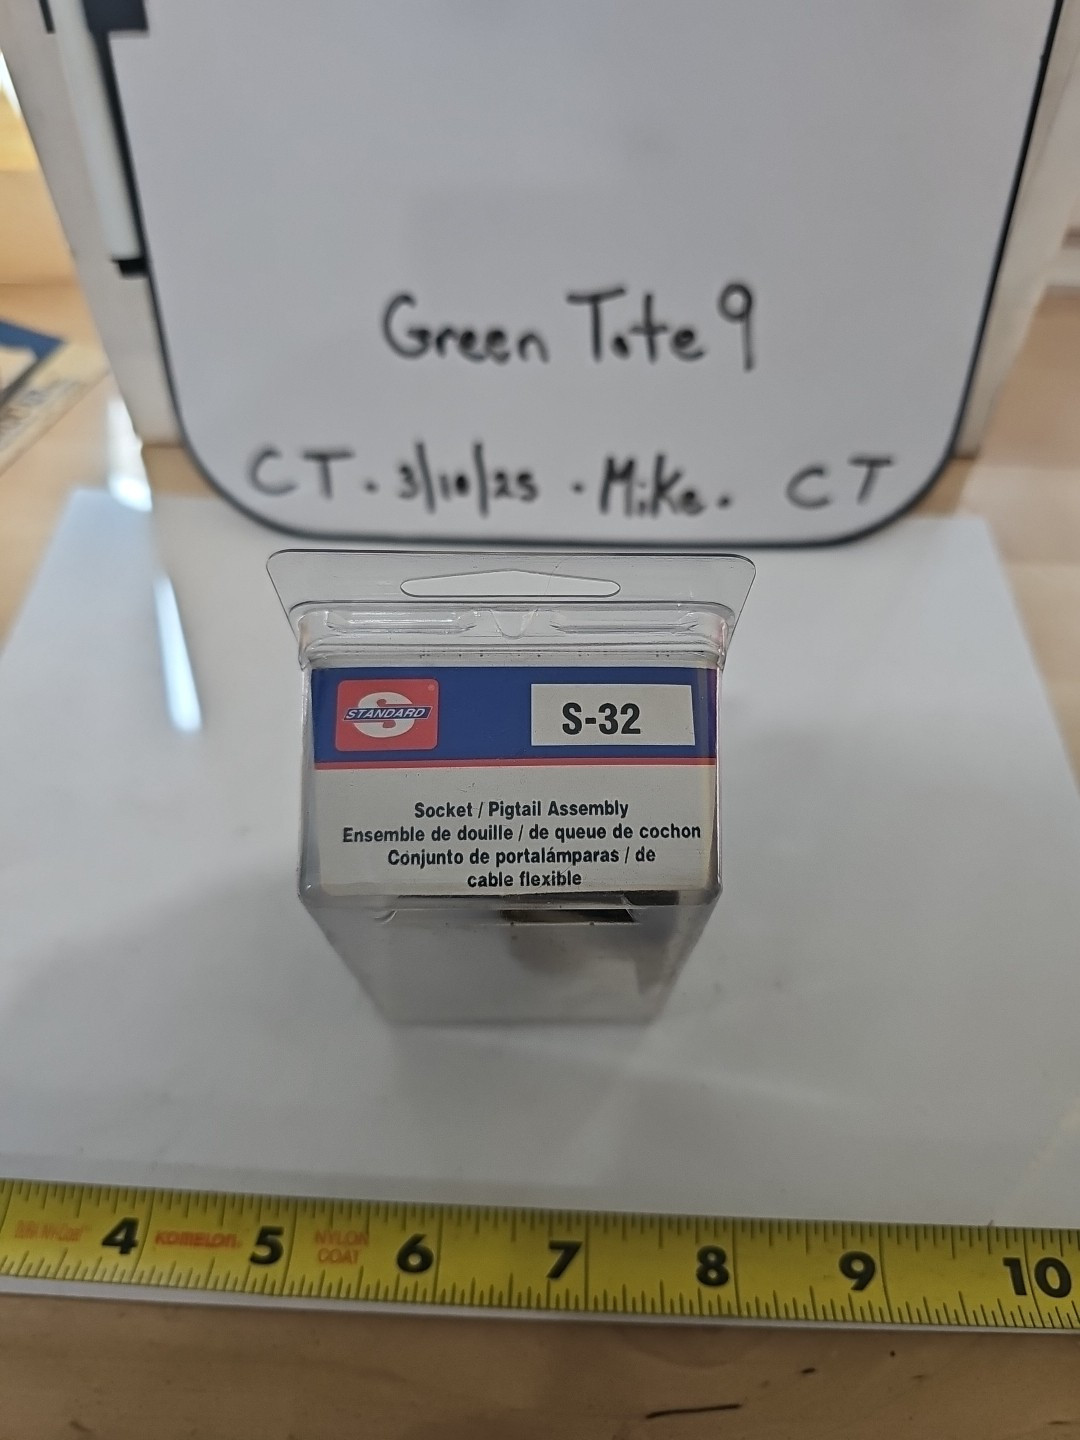 Green Tote 9
CT. 3/10/25 . Mike. CT
STANDARD
S-32
Socket / Pigtail Assembly
Ensemble de douille / de queue de cochon
Conjunto de portalámparas / de
cable flexible
4 KOMELON 5 NYLON COAT 6 7 8 9 10